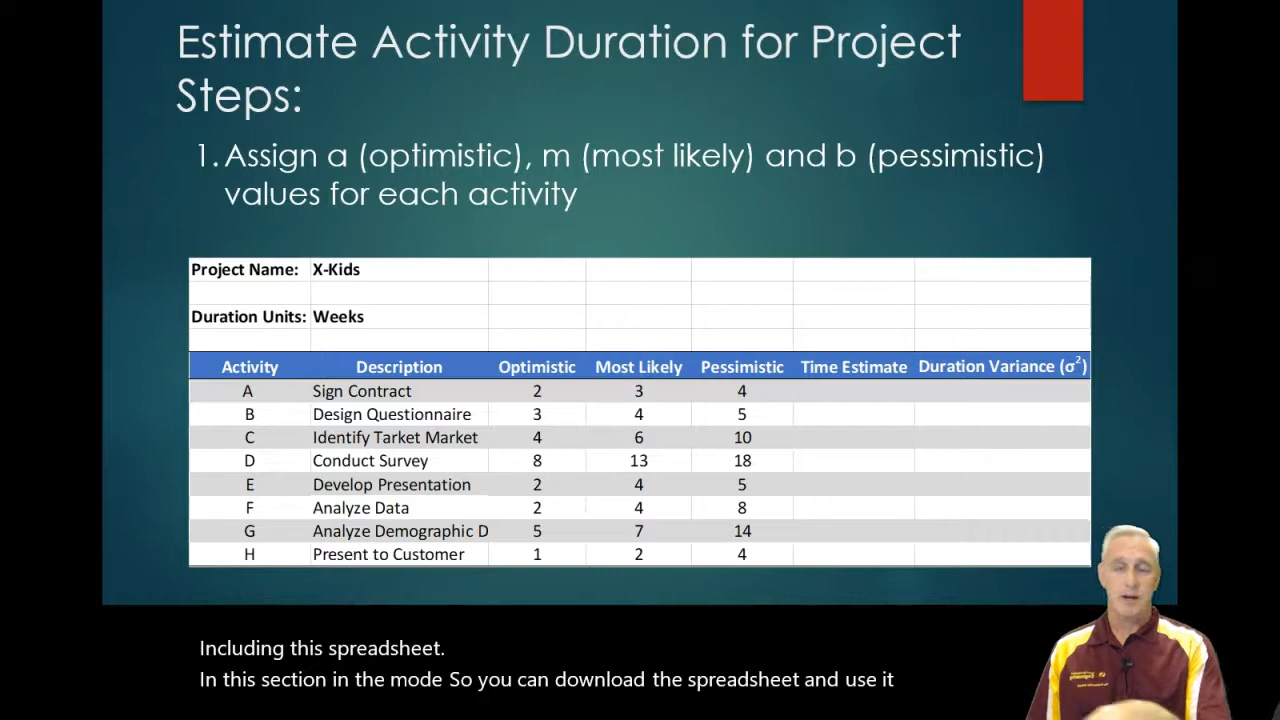 Estimate Activity Duration for Project
Steps:
1. Assign a (optimistic), m (most likely) and b (pessimistic)
values for each activity
Project Name: X-Kids
Duration Units: Weeks
Activity Description Optimistic Most Likely Pessimistic Time Estimate Duration Variance (σ²)
A Sign Contract 2 3 4
B Design Questionnaire 3 4 5
C Identify Tarket Market 4 6 10
D Conduct Survey 8 13 18
E Develop Presentation 2 4 5
F Analyze Data 2 4 8
G Analyze Demographic D 5 7 14
H Present to Customer 1 2 4
Including this spreadsheet.
In this section in the mode So you can download the spreadsheet and use it